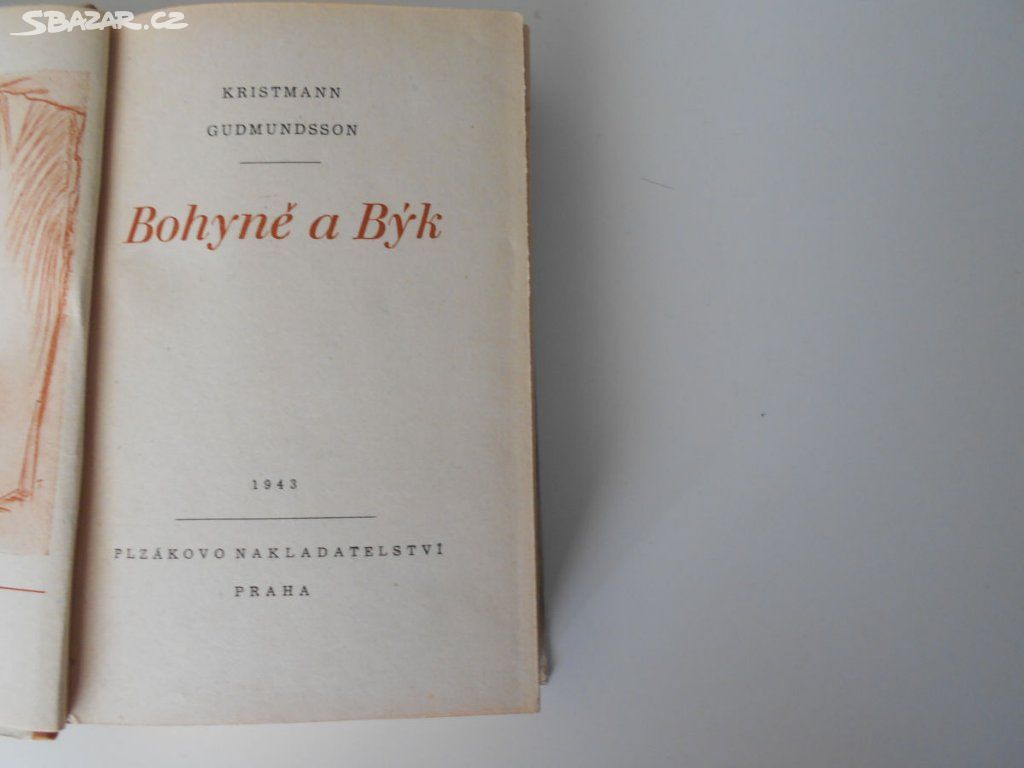 SBAZAR.CZ
KRISTMANN
GUDMUNDSSON
Bohyně a Býk
1943
PLZÁKOVO NAKLADATELSTVÍ
PRAHA